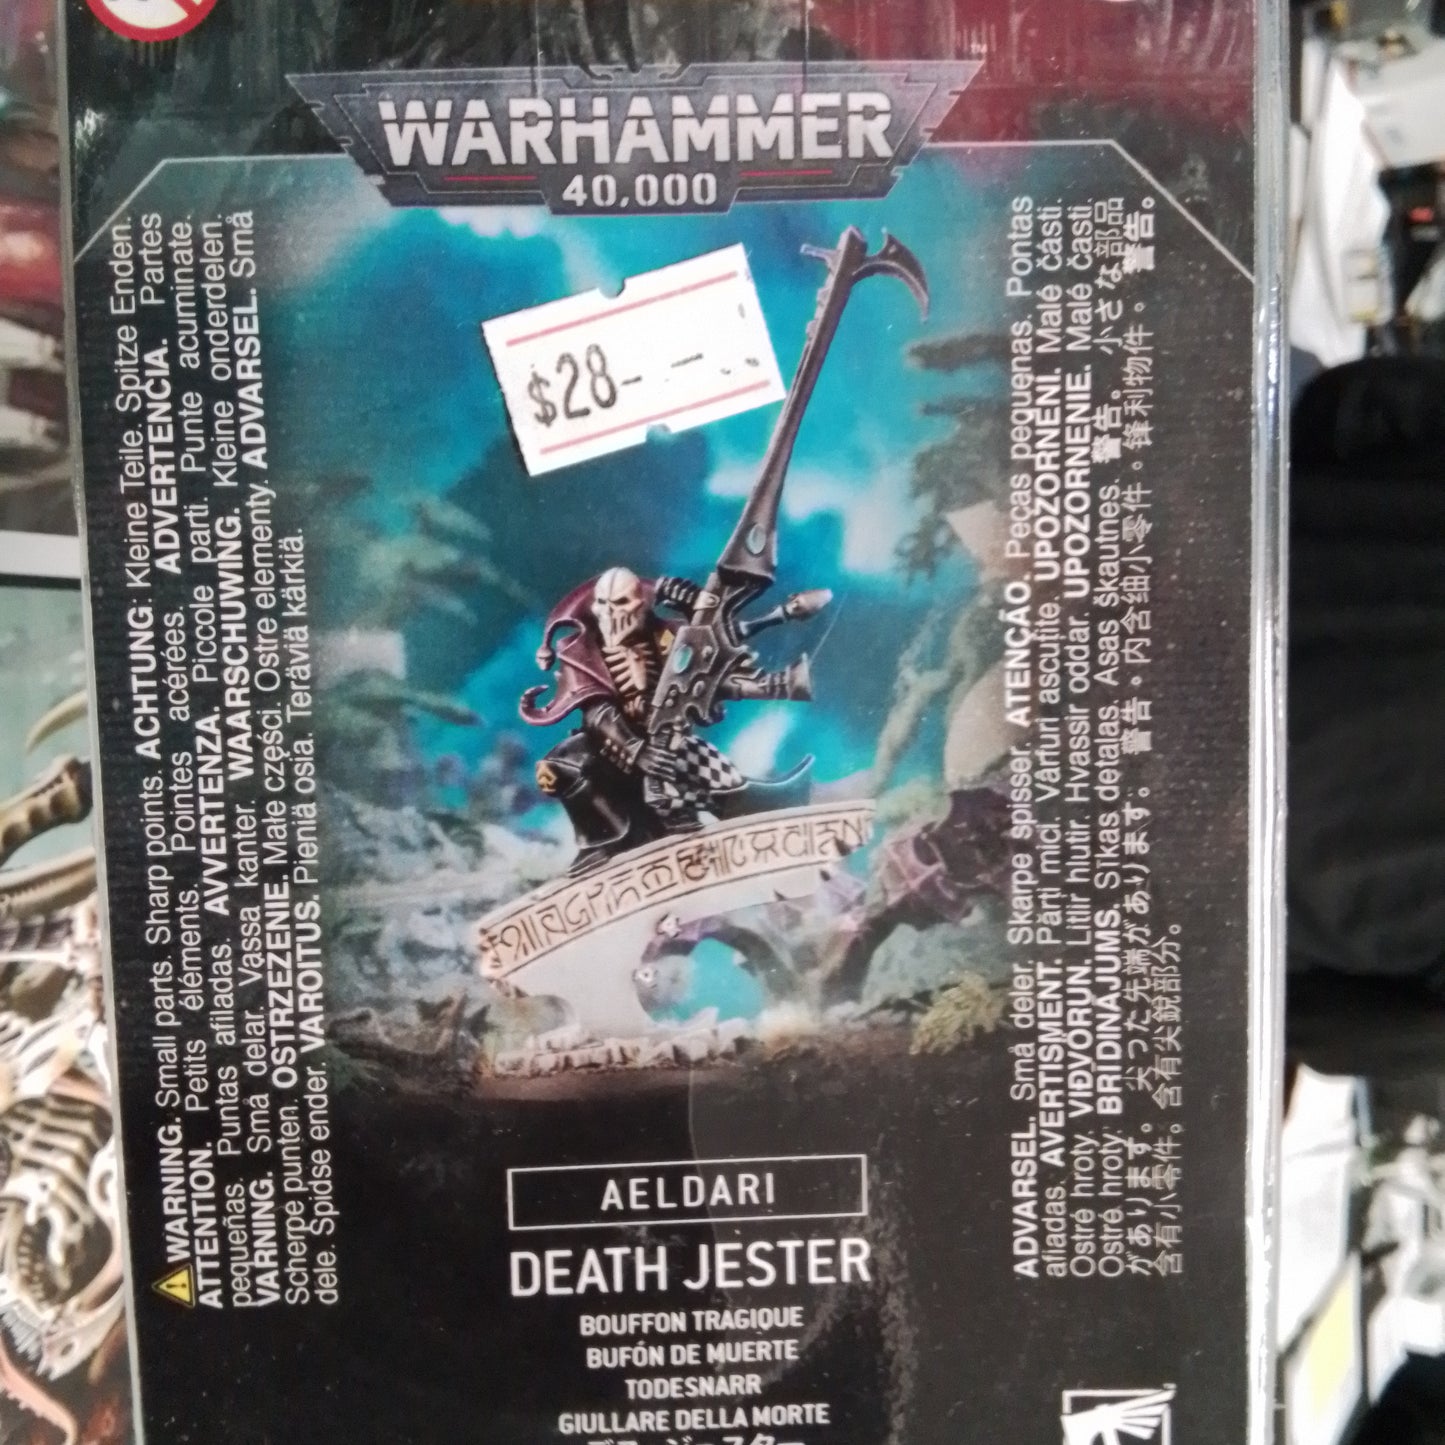 WARHAMMER
40,000
$28-
⚠WARNING. Small parts. Sharp points. ACHTUNG: Kleine Teile. Spitze Enden.
ATTENTION. Petits éléments. Pointes acérées. ADVERTENCIA. Partes
pequeñas. Puntas afiladas. AVVERTENZA. Piccole parti. Punte acuminate.
VARNING. Små delar. Vassa kanter. WAARSCHUWING. Kleine onderdelen.
Scherpe punten. OSTRZEŻENIE. Małe części. Ostre elementy. ADVARSEL. Små
dele. Spidse ender. VAROITUS. Pieniä osia. Teräviä kärkiä.
ADVARSEL. Små deler. Skarpe spisser. ATENÇÃO. Peças pequenas. Pontas
afiladas. AVERTISMENT. Părți mici. Vârfuri ascuțite. UPOZORNĚNÍ. Malé části.
Ostré hroty. VIÐVÖRUN. Litlir hlutir. Hvassir oddar. UPOZORNENIE. Malé časti.
Ostré hroty. BRĪDINĀJUMS. Sīkas detaļas. Asas šķautnes. 警告。小さな部品
があります。尖った先端があります。警告。内含细小零件。锋利物件。警告。
含有小零件。含有尖銳部分。
AELDARI
DEATH JESTER
BOUFFON TRAGIQUE
BUFÓN DE MUERTE
TODESNARR
GIULLARE DELLA MORTE